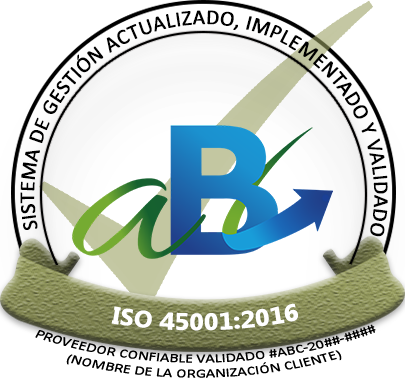 SISTEMA DE GESTIÓN ACTUALIZADO, IMPLEMENTADO Y VALIDADO
aBC
ISO 45001:2016
PROVEEDOR CONFIABLE VALIDADO #ABC-20##-####
(NOMBRE DE LA ORGANIZACIÓN CLIENTE)